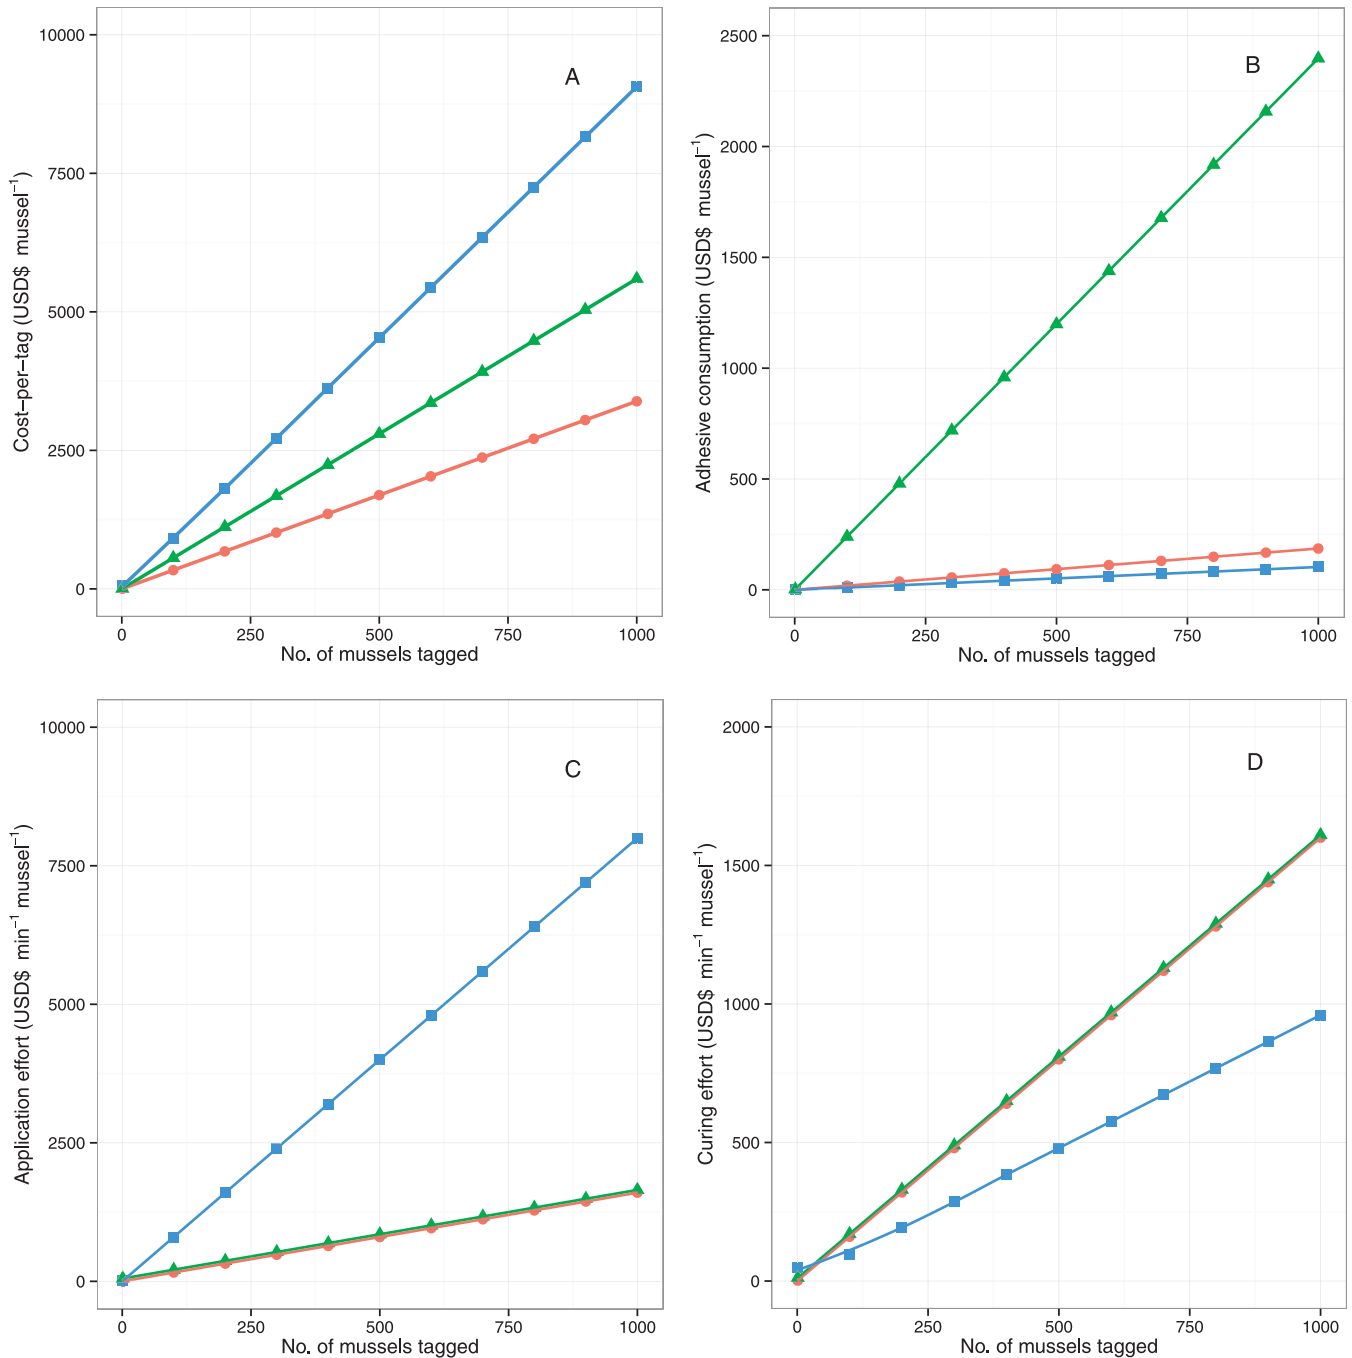 A
10000
7500
5000
2500
0
Cost−per−tag (USD$ mussel⁻¹)
0 250 500 750 1000
No. of mussels tagged
B
2500
2000
1500
1000
500
0
Adhesive consumption (USD$ mussel⁻¹)
0 250 500 750 1000
No. of mussels tagged
C
10000
7500
5000
2500
0
Application effort (USD$ min⁻¹ mussel⁻¹)
0 250 500 750 1000
No. of mussels tagged
D
2000
1500
1000
500
0
Curing effort (USD$ min⁻¹ mussel⁻¹)
0 250 500 750 1000
No. of mussels tagged